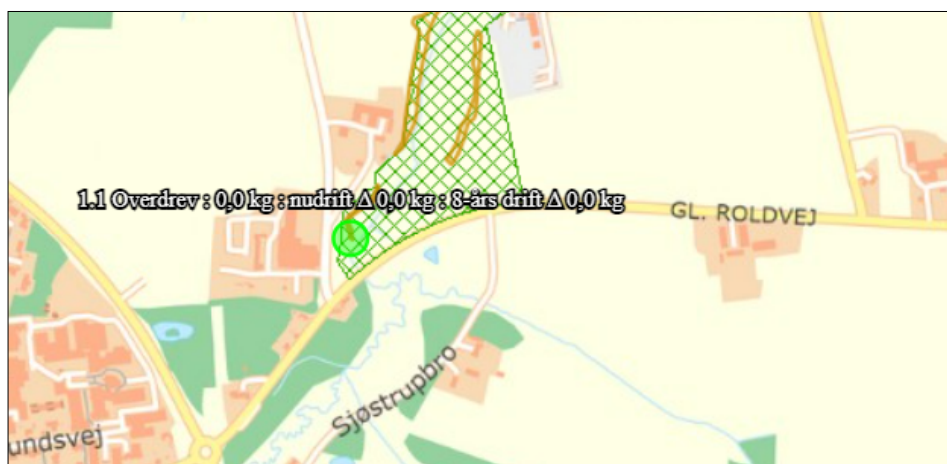 1.1 Overdrev : 0,0 kg : nudrift Δ 0,0 kg : 8-års drift Δ 0,0 kg
GL. ROLDVEJ
Sjøstrupbro
undsvej